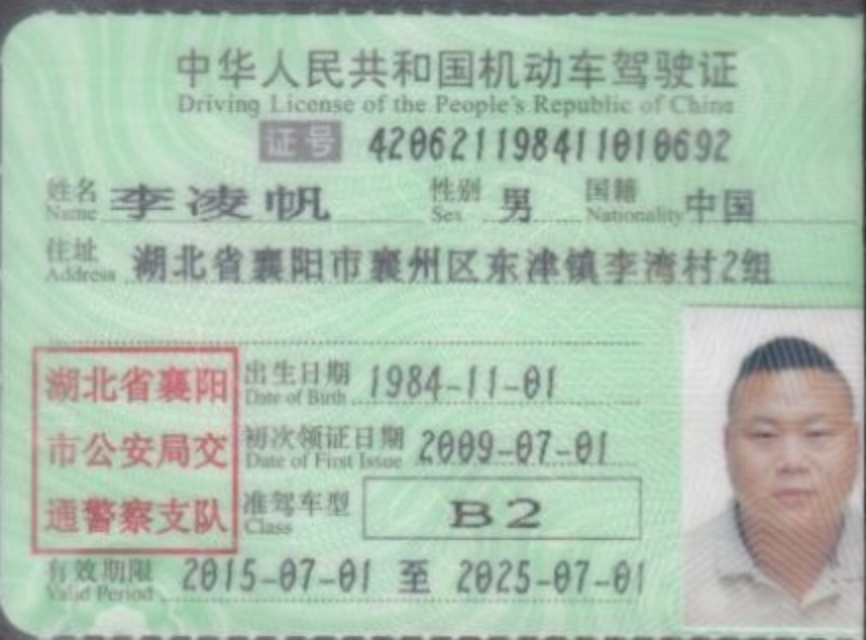 中华人民共和国机动车驾驶证
Driving License of the People's Republic of China
证号 420621198411010692
姓名 Name 李凌帆 性别 Sex 男 国籍 Nationality 中国
住址 Address 湖北省襄阳市襄州区东津镇李湾村2组
湖北省襄阳 出生日期 Date of Birth 1984-11-01
市公安局交 初次领证日期 Date of First Issue 2009-07-01
通警察支队 准驾车型 Class B2
有效期限 Valid Period 2015-07-01 至 2025-07-01